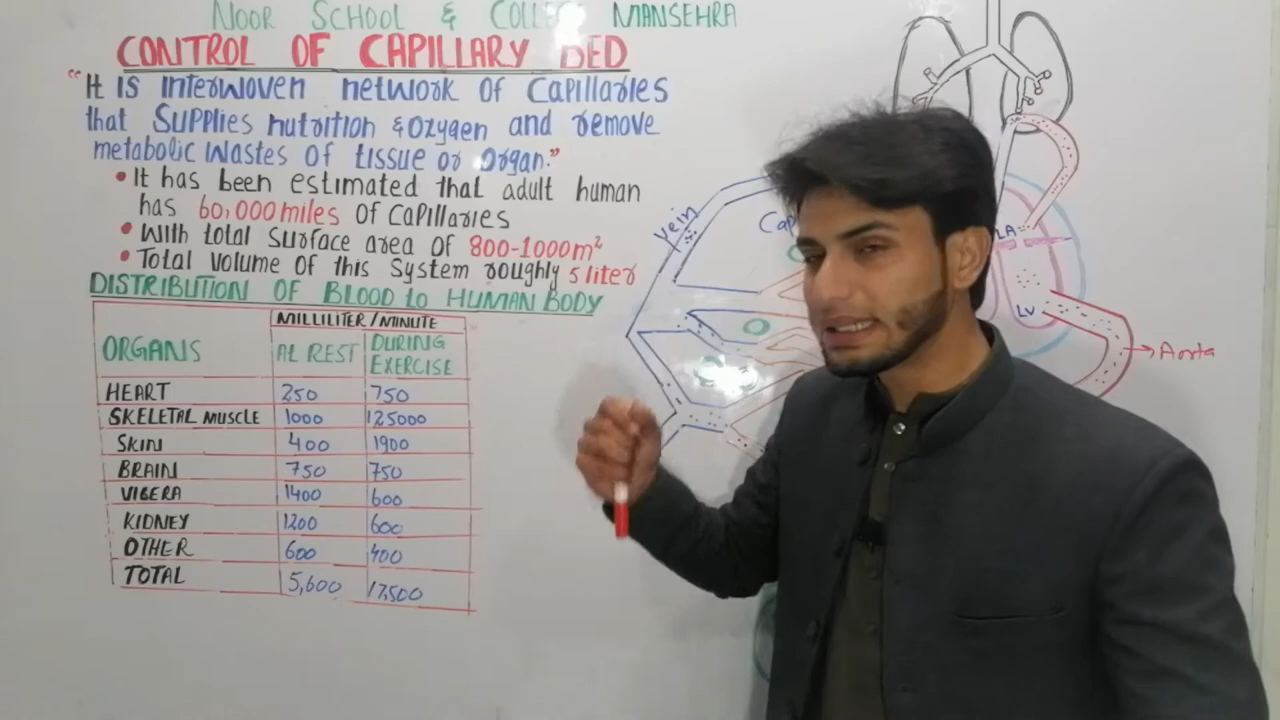 NOOR SCHOOL & COLLE MANSEHRA
CONTROL OF CAPILLARY BED
"It IS Interwoven network OF Capillaries
that SUPPlies nutrition & Oxygen and remove
metabolic Wastes OF tissue or Organ."
• It has been estimated that adult human
has 60,000 miles OF CaPillaries
• With total surface area OF 800-1000m²
• Total volume OF this System roughly 5 liter
DISTRIBUTION OF BLOOD to HUMAN BODY
ORGANS MILLILITER/MINUTE
At REST DURING EXERCISE
HEART 250 750
SKELETAL MUSCLE 1000 125000
SKIN 400 1900
BRAIN 750 750
VICERA 1400 600
KIDNEY 1200 600
OTHER 600 400
TOTAL 5,600 17,500
Vein
Cap
LA
LV
Aorta